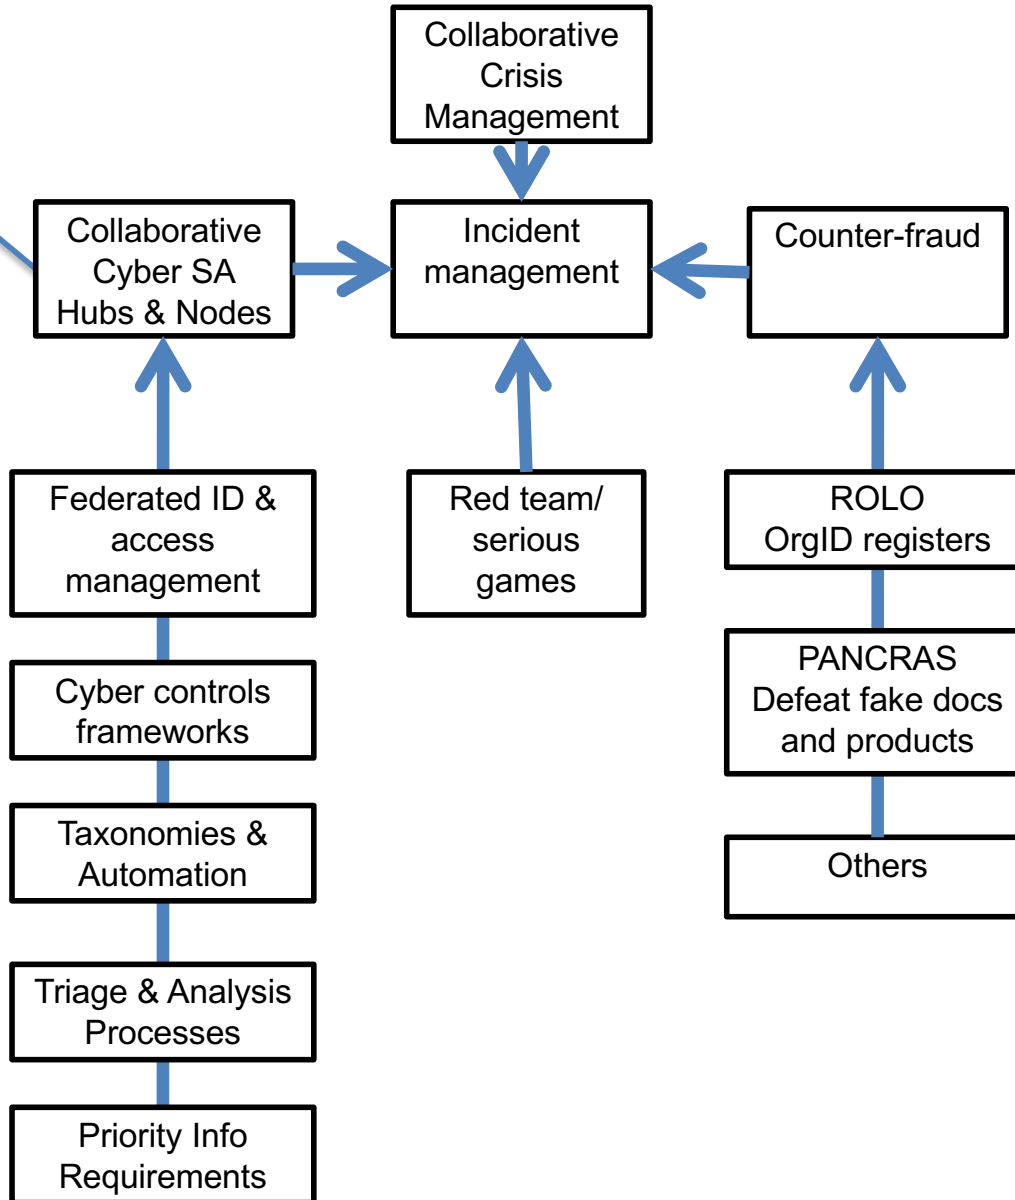 Collaborative
Crisis
Management
Collaborative
Cyber SA
Hubs & Nodes
Incident
management
Counter-fraud
Federated ID &
access
management
Red team/
serious
games
ROLO
OrgID registers
Cyber controls
frameworks
PANCRAS
Defeat fake docs
and products
Taxonomies &
Automation
Others
Triage & Analysis
Processes
Priority Info
Requirements